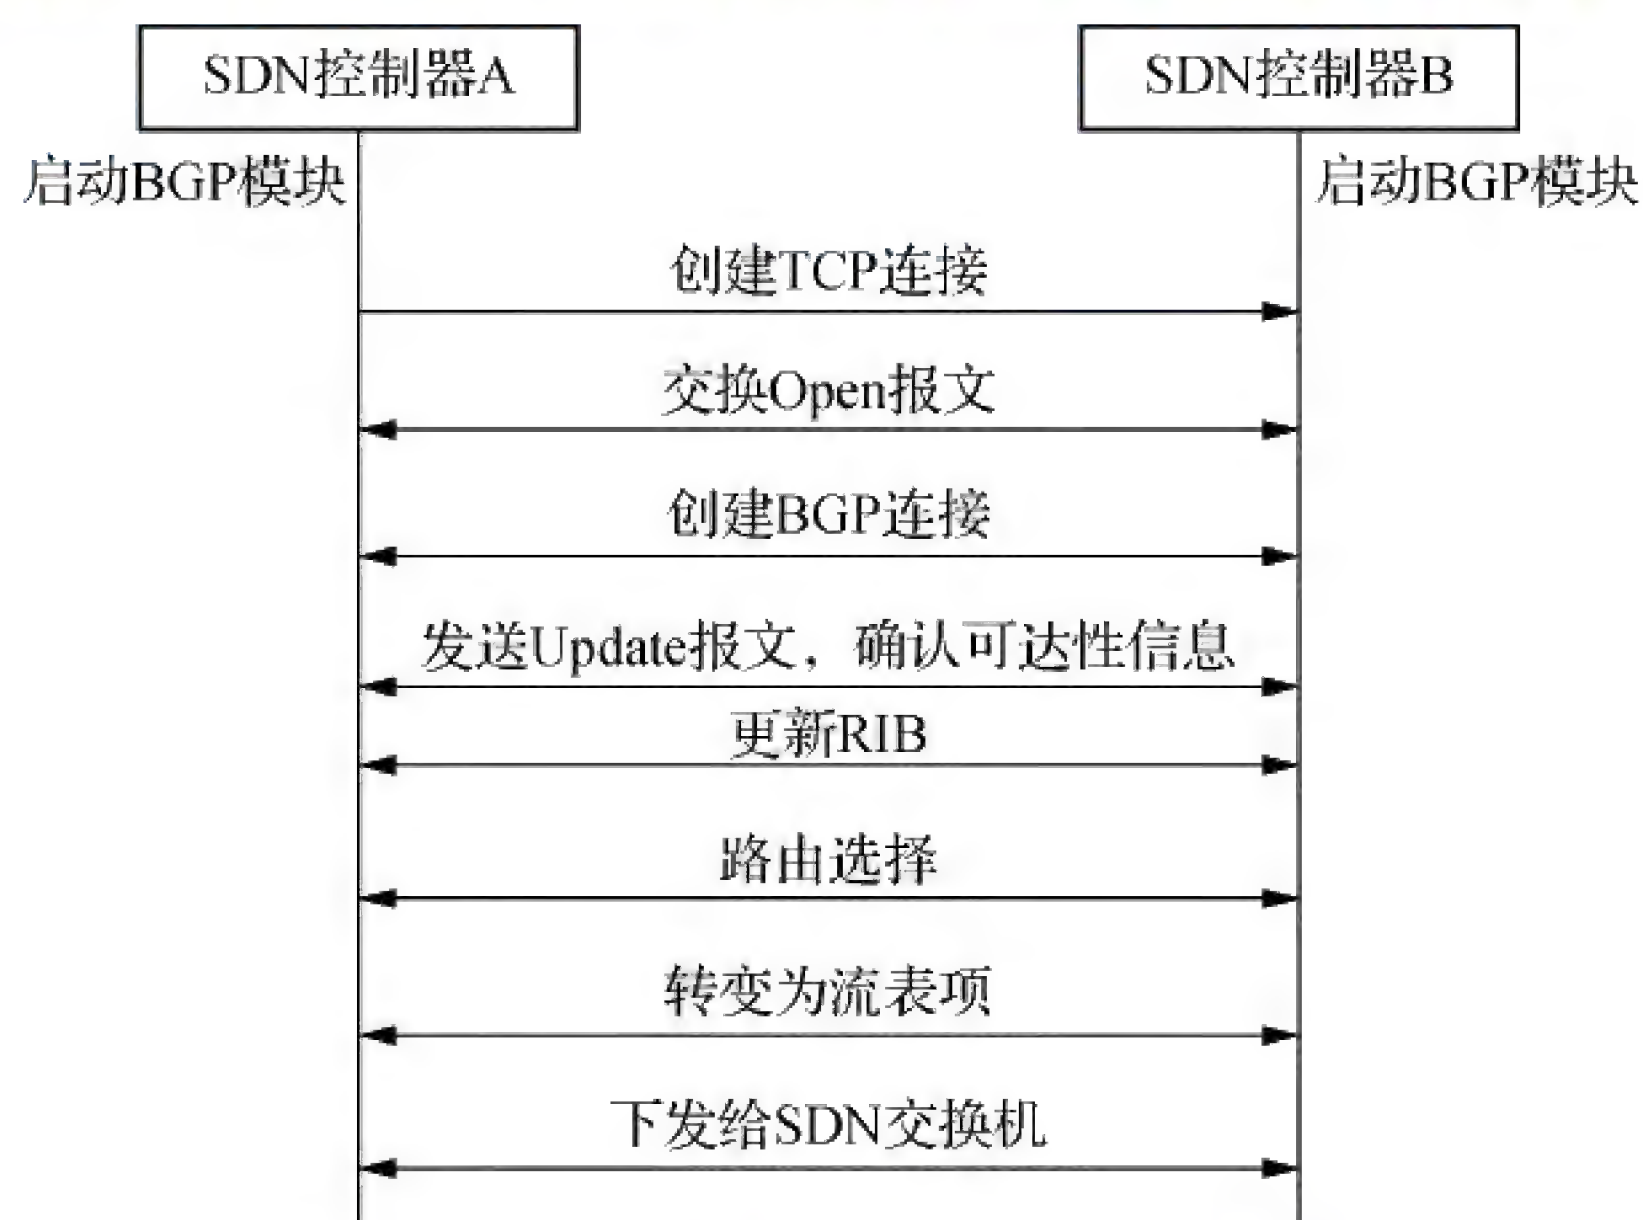 SDN控制器A
SDN控制器B
启动BGP模块
启动BGP模块
创建TCP连接
交换Open报文
创建BGP连接
发送Update报文，确认可达性信息
更新RIB
路由选择
转变为流表项
下发给SDN交换机